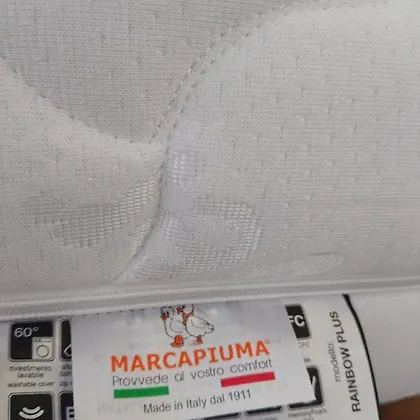 60°
rivestimento
lavabile
washable cover
MARCAPIUMA
Provvede al vostro comfort
Made in Italy dal 1911
modello:
RAINBOW PLUS